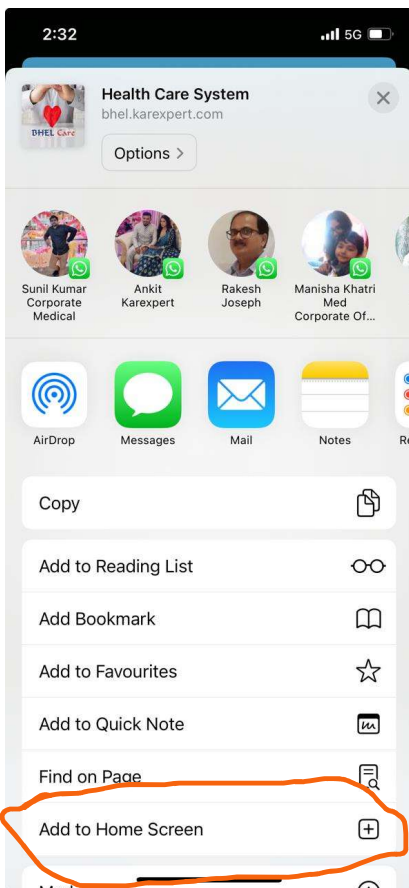 2:32
5G
Health Care System
bhel.karexpert.com
BHEL Care
Options >
Sunil Kumar
Corporate
Medical
Ankit
Karexpert
Rakesh
Joseph
Manisha Khatri
Med
Corporate Of...
AirDrop
Messages
Mail
Notes
Re
Copy
Add to Reading List
Add Bookmark
Add to Favourites
Add to Quick Note
Find on Page
Add to Home Screen